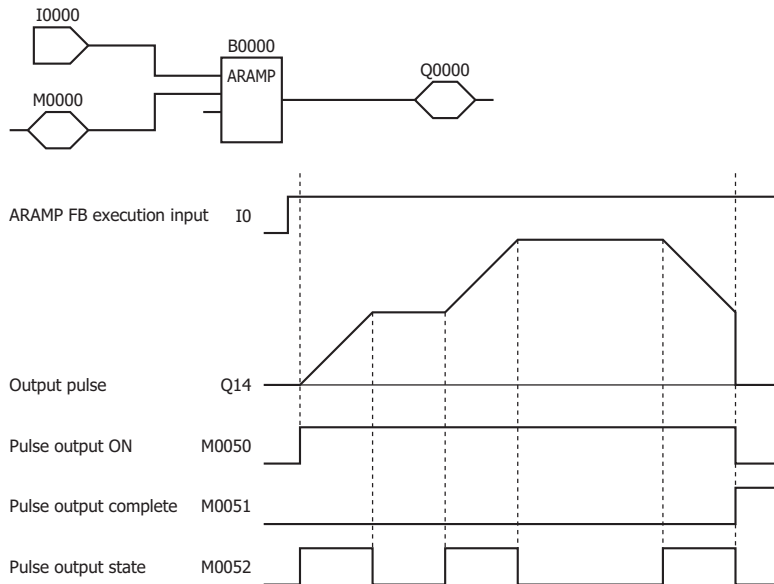 I0000
B0000
ARAMP
Q0000
M0000
ARAMP FB execution input I0
Output pulse Q14
Pulse output ON M0050
Pulse output complete M0051
Pulse output state M0052